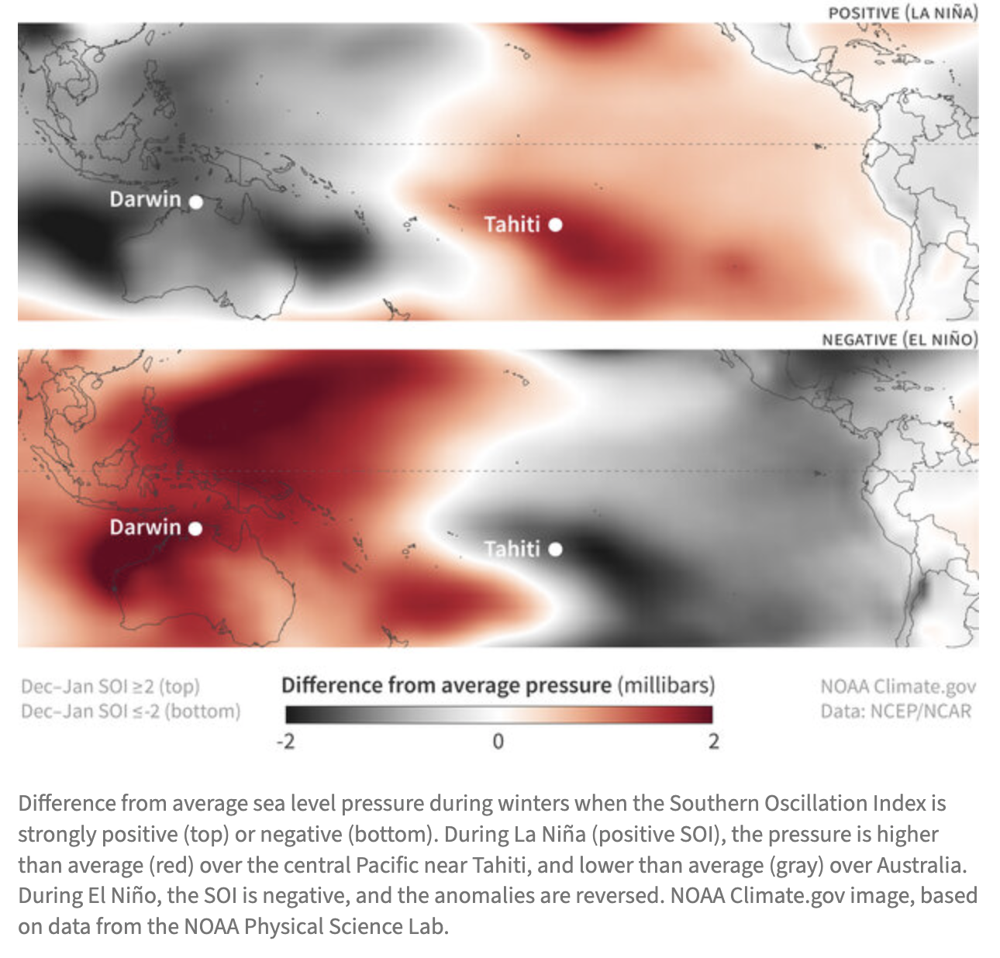 POSITIVE (LA NIÑA)
Darwin
Tahiti
NEGATIVE (EL NIÑO)
Darwin
Tahiti
Dec–Jan SOI ≥2 (top)
Dec–Jan SOI ≤-2 (bottom)
Difference from average pressure (millibars)
-2 0 2
NOAA Climate.gov
Data: NCEP/NCAR
Difference from average sea level pressure during winters when the Southern Oscillation Index is
strongly positive (top) or negative (bottom). During La Niña (positive SOI), the pressure is higher
than average (red) over the central Pacific near Tahiti, and lower than average (gray) over Australia.
During El Niño, the SOI is negative, and the anomalies are reversed. NOAA Climate.gov image, based
on data from the NOAA Physical Science Lab.